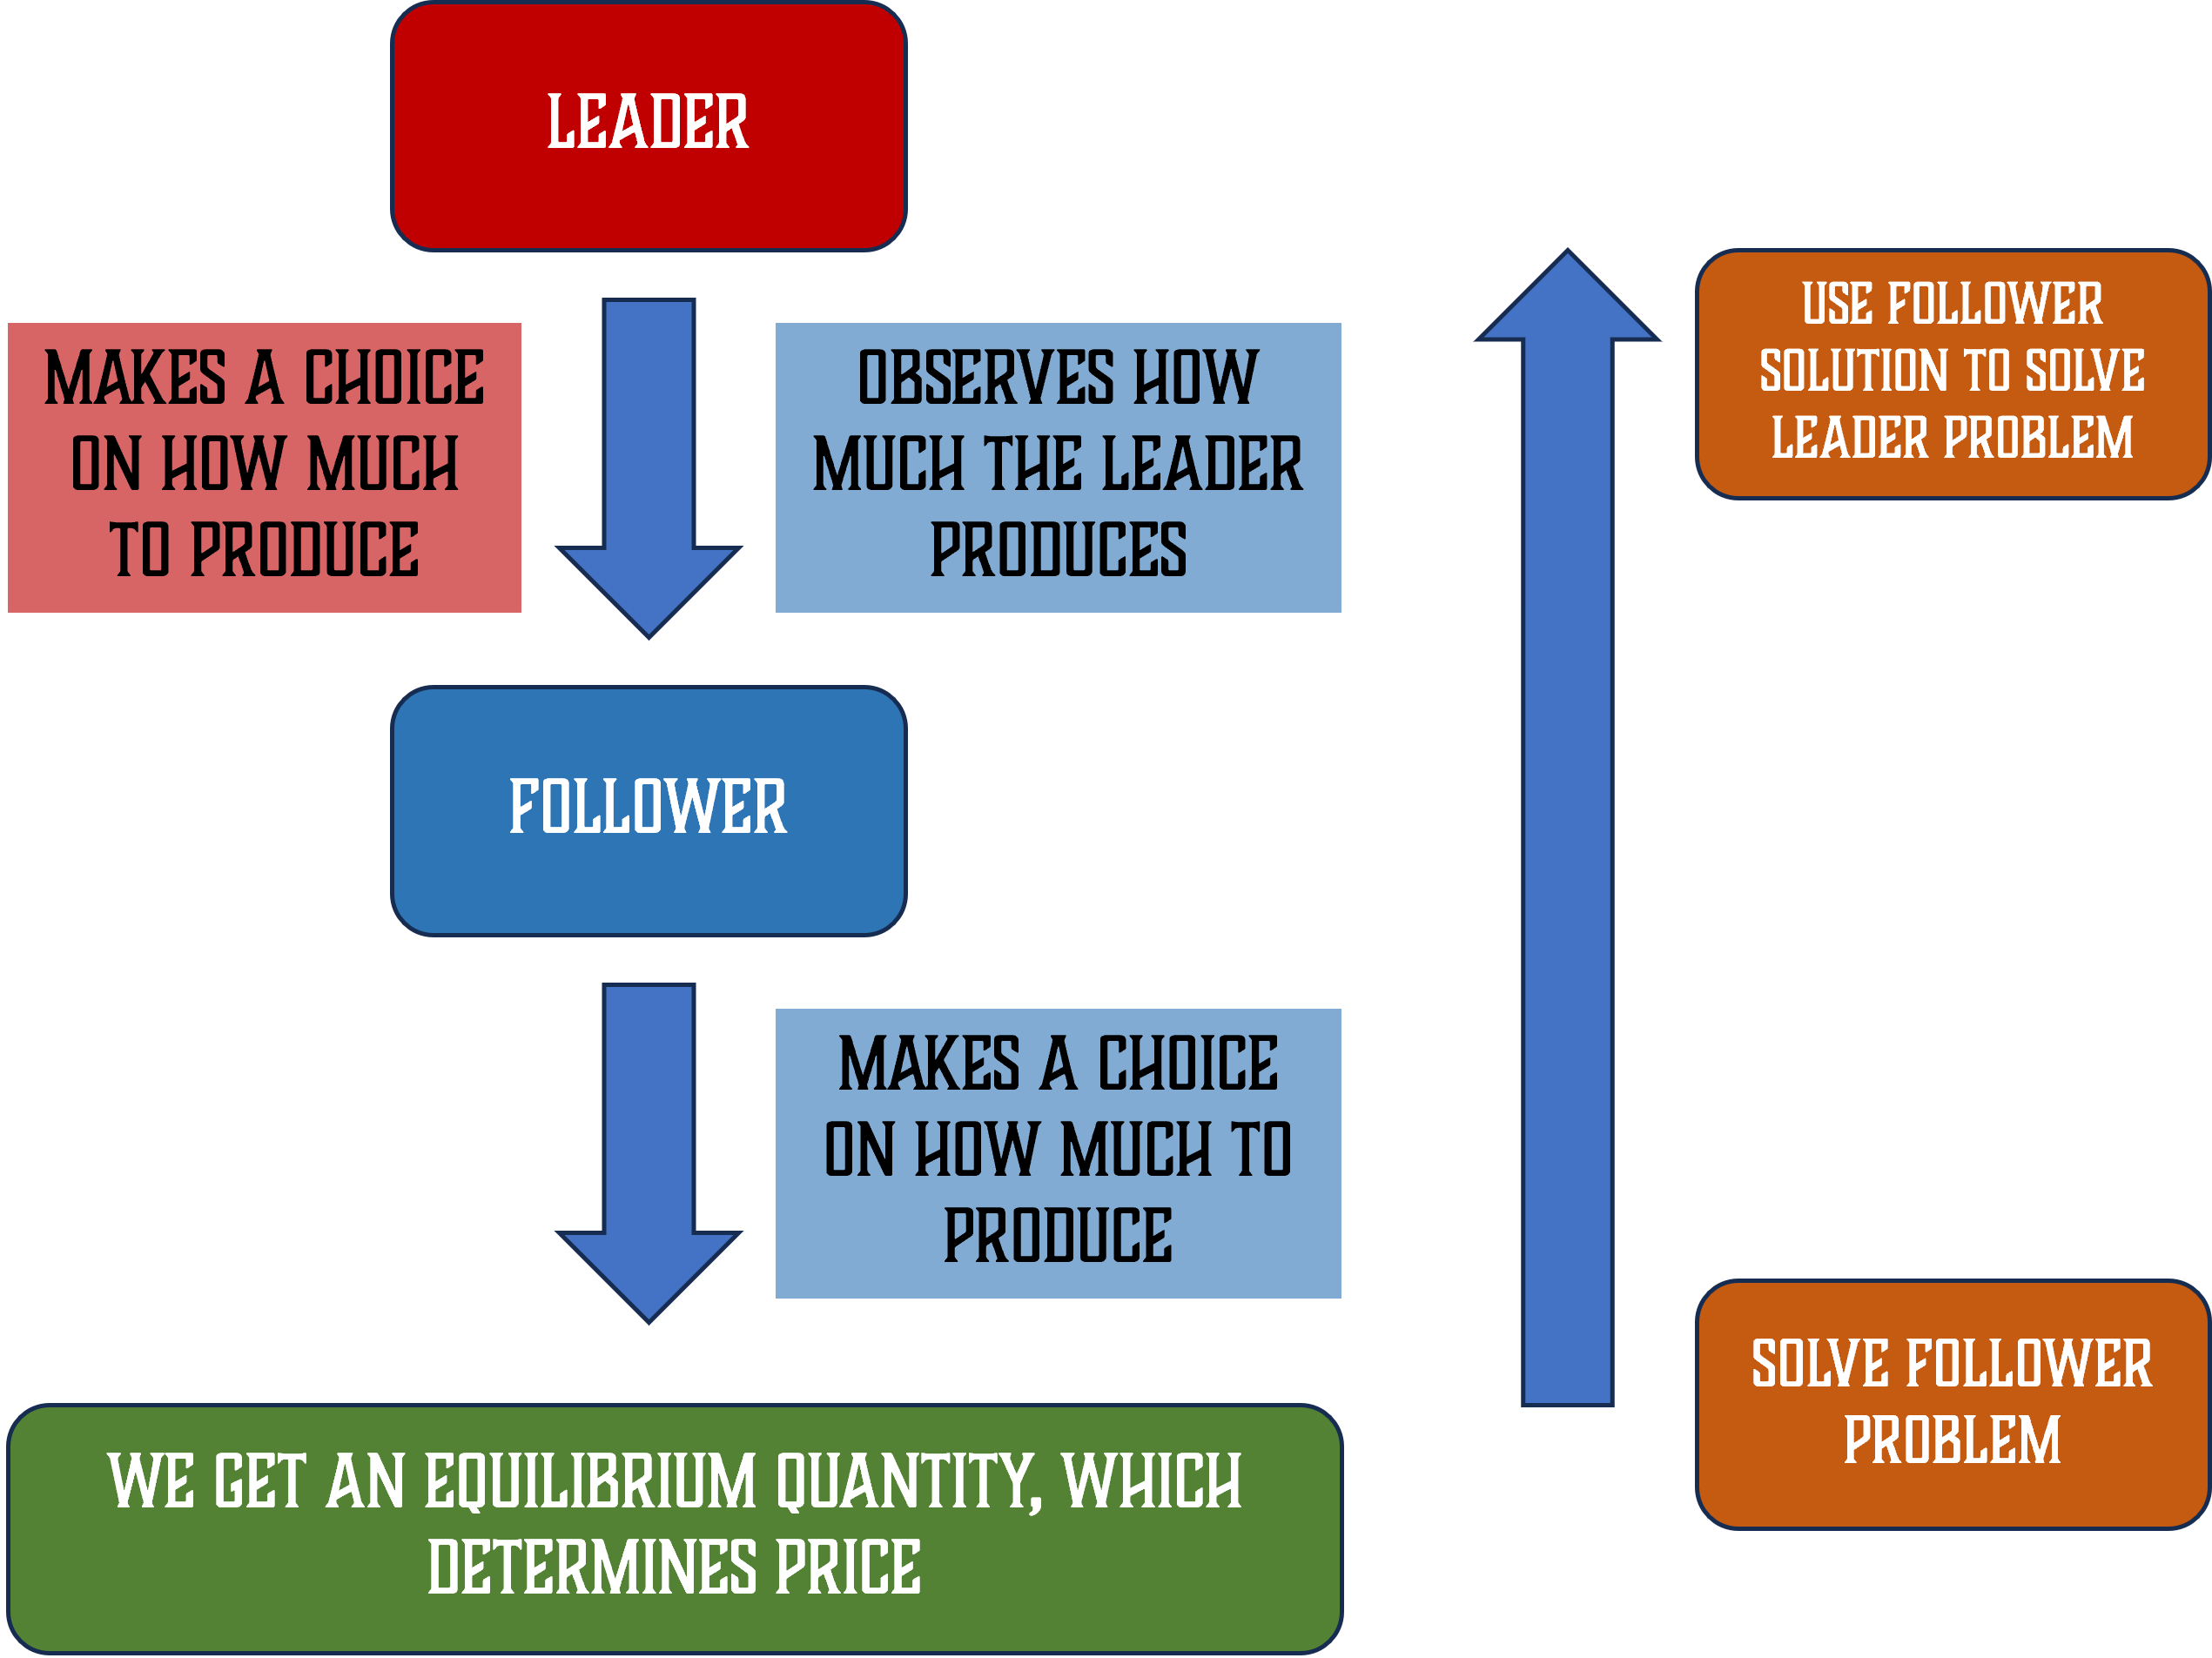 LEADER
MAKES A CHOICE
ON HOW MUCH
TO PRODUCE
OBSERVES HOW
MUCH THE LEADER
PRODUCES
FOLLOWER
MAKES A CHOICE
ON HOW MUCH TO
PRODUCE
WE GET AN EQUILIBRIUM QUANTITY, WHICH
DETERMINES PRICE
USE FOLLOWER
SOLUTION TO SOLVE
LEADER PROBLEM
SOLVE FOLLOWER
PROBLEM